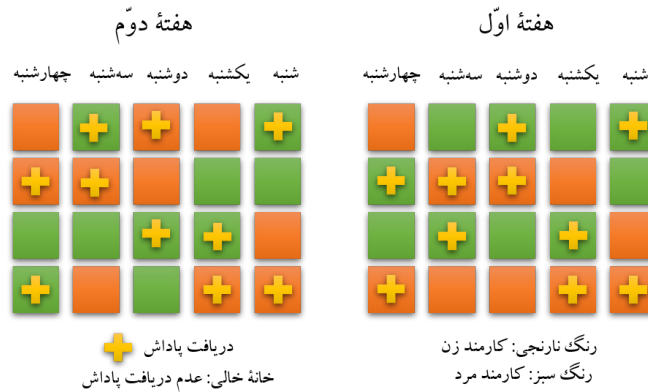 هفتهٔ اوّل
شنبه یکشنبه دوشنبه سه‌شنبه چهارشنبه
رنگ نارنجی: کارمند زن
رنگ سبز: کارمند مرد
هفتهٔ دوّم
شنبه یکشنبه دوشنبه سه‌شنبه چهارشنبه
دریافت پاداش
خانهٔ خالی: عدم دریافت پاداش